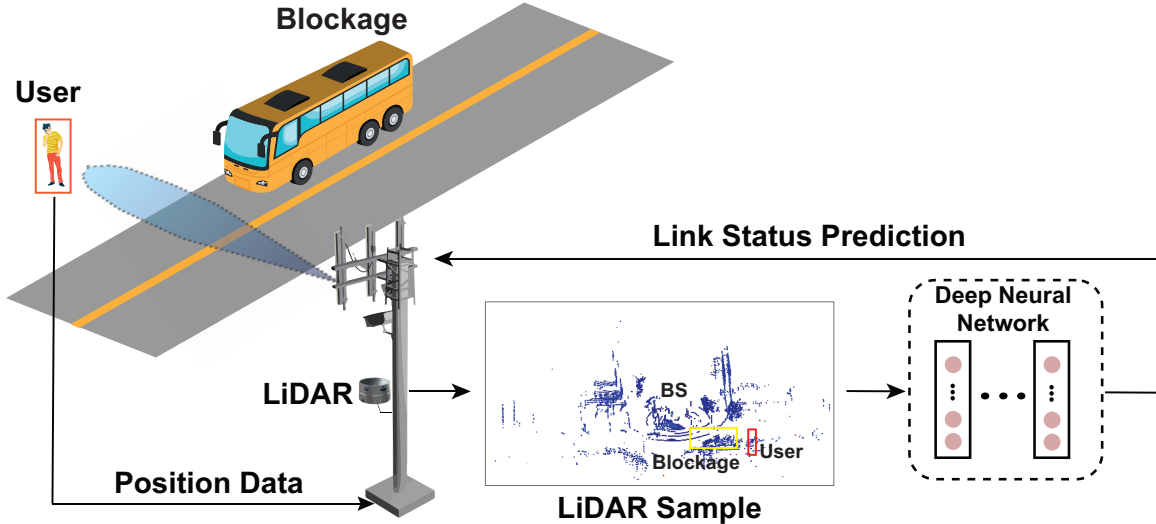 Blockage
User
Link Status Prediction
Deep Neural
Network
LiDAR
BS
Blockage
User
Position Data
LiDAR Sample